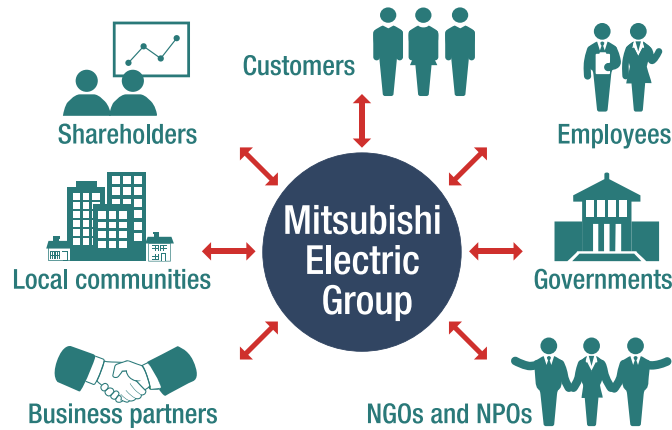 Customers
Shareholders
Employees
Mitsubishi
Electric
Group
Local communities
Governments
Business partners
NGOs and NPOs